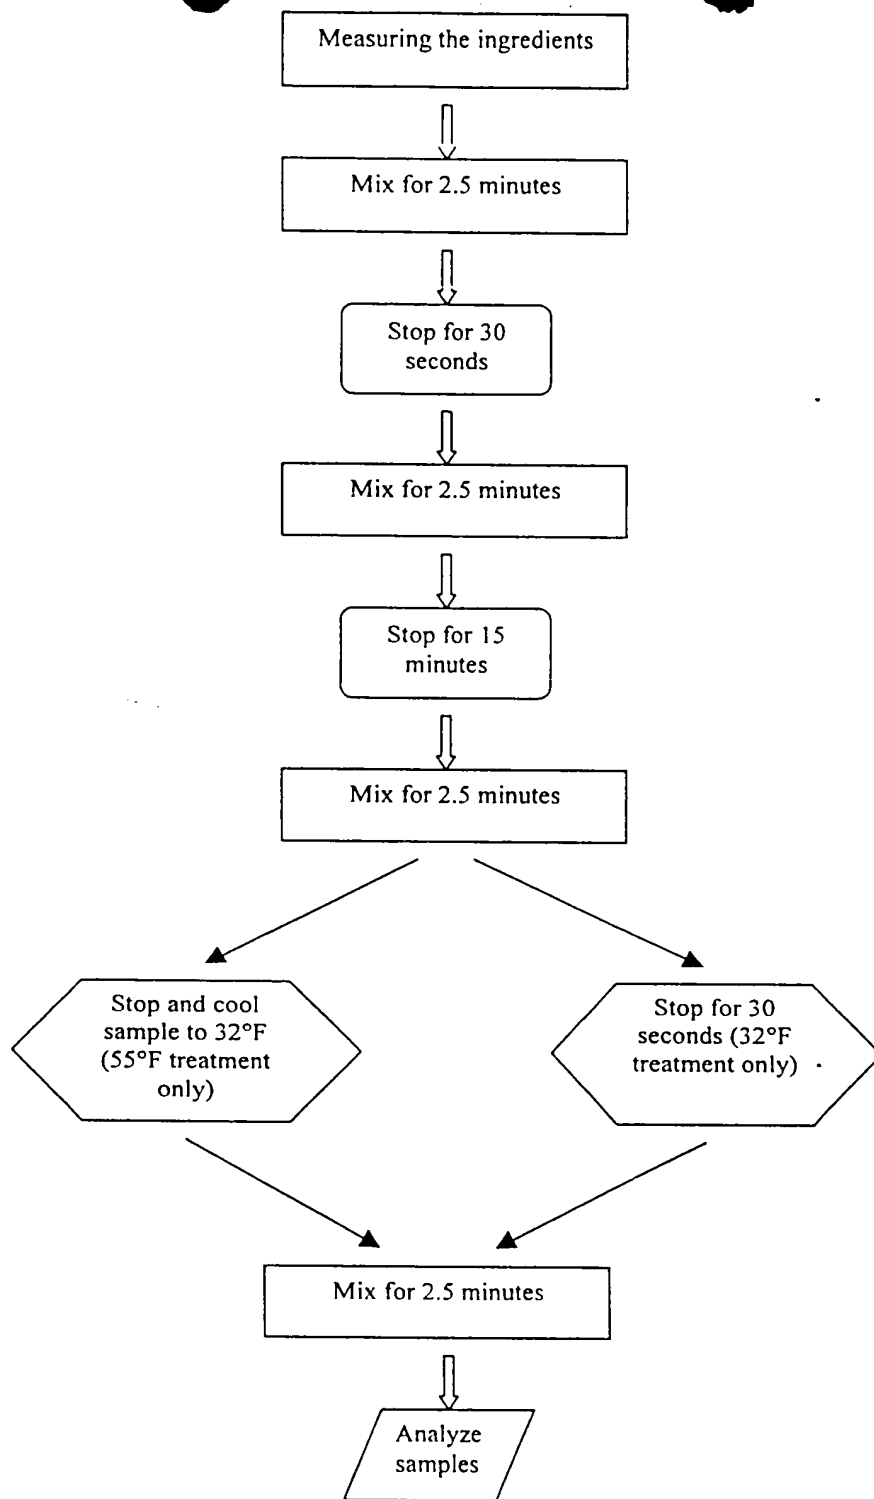 Measuring the ingredients
Mix for 2.5 minutes
Stop for 30
seconds
Mix for 2.5 minutes
Stop for 15
minutes
Mix for 2.5 minutes
Stop and cool
sample to 32°F
(55°F treatment
only)
Stop for 30
seconds (32°F
treatment only)
Mix for 2.5 minutes
Analyze
samples